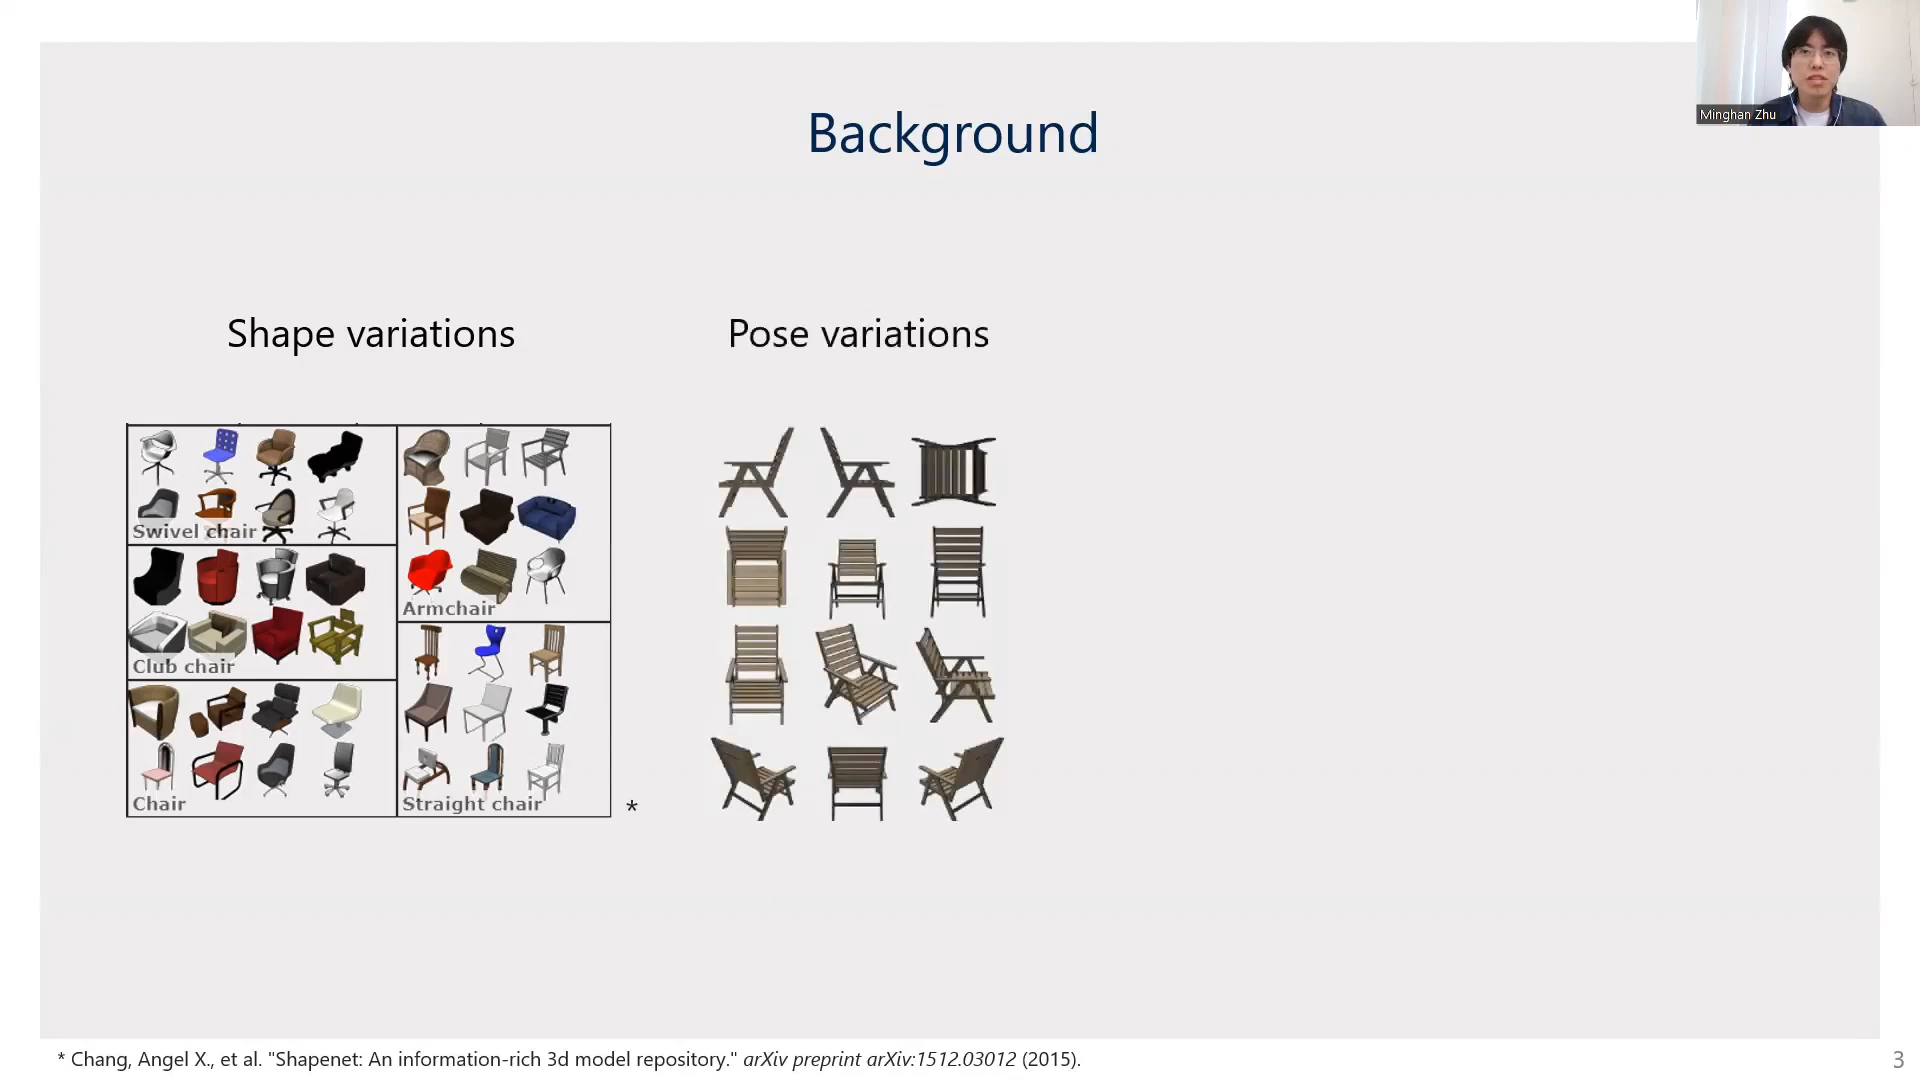 Minghan Zhu
Background
Shape variations
Pose variations
Swivel chair
Club chair
Chair
Armchair
Straight chair
*
* Chang, Angel X., et al. "Shapenet: An information-rich 3d model repository." arXiv preprint arXiv:1512.03012 (2015).
3